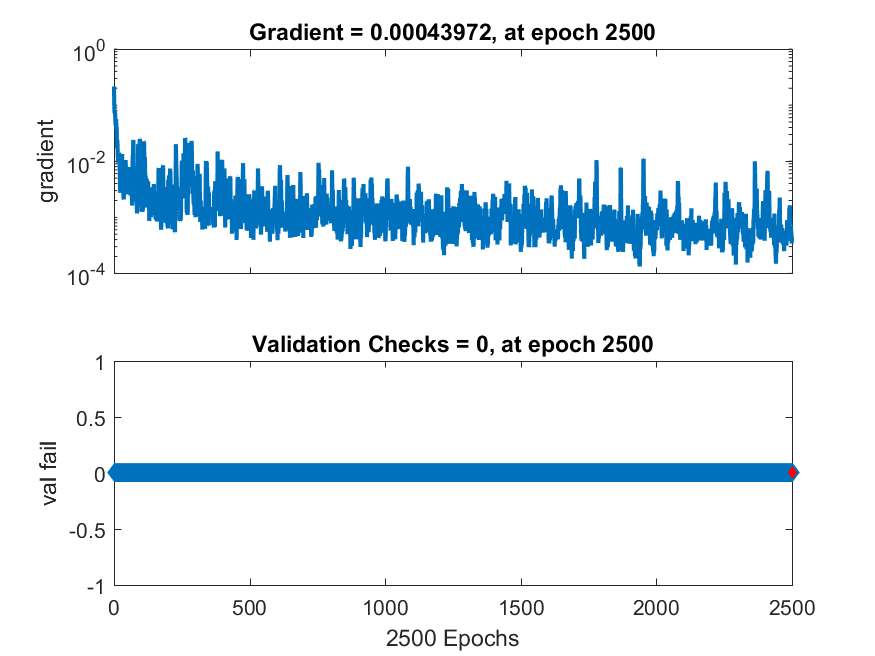 Gradient = 0.00043972, at epoch 2500
10^0
10^-2
10^-4
gradient
Validation Checks = 0, at epoch 2500
1
0.5
0
-0.5
-1
val fail
0 500 1000 1500 2000 2500
2500 Epochs